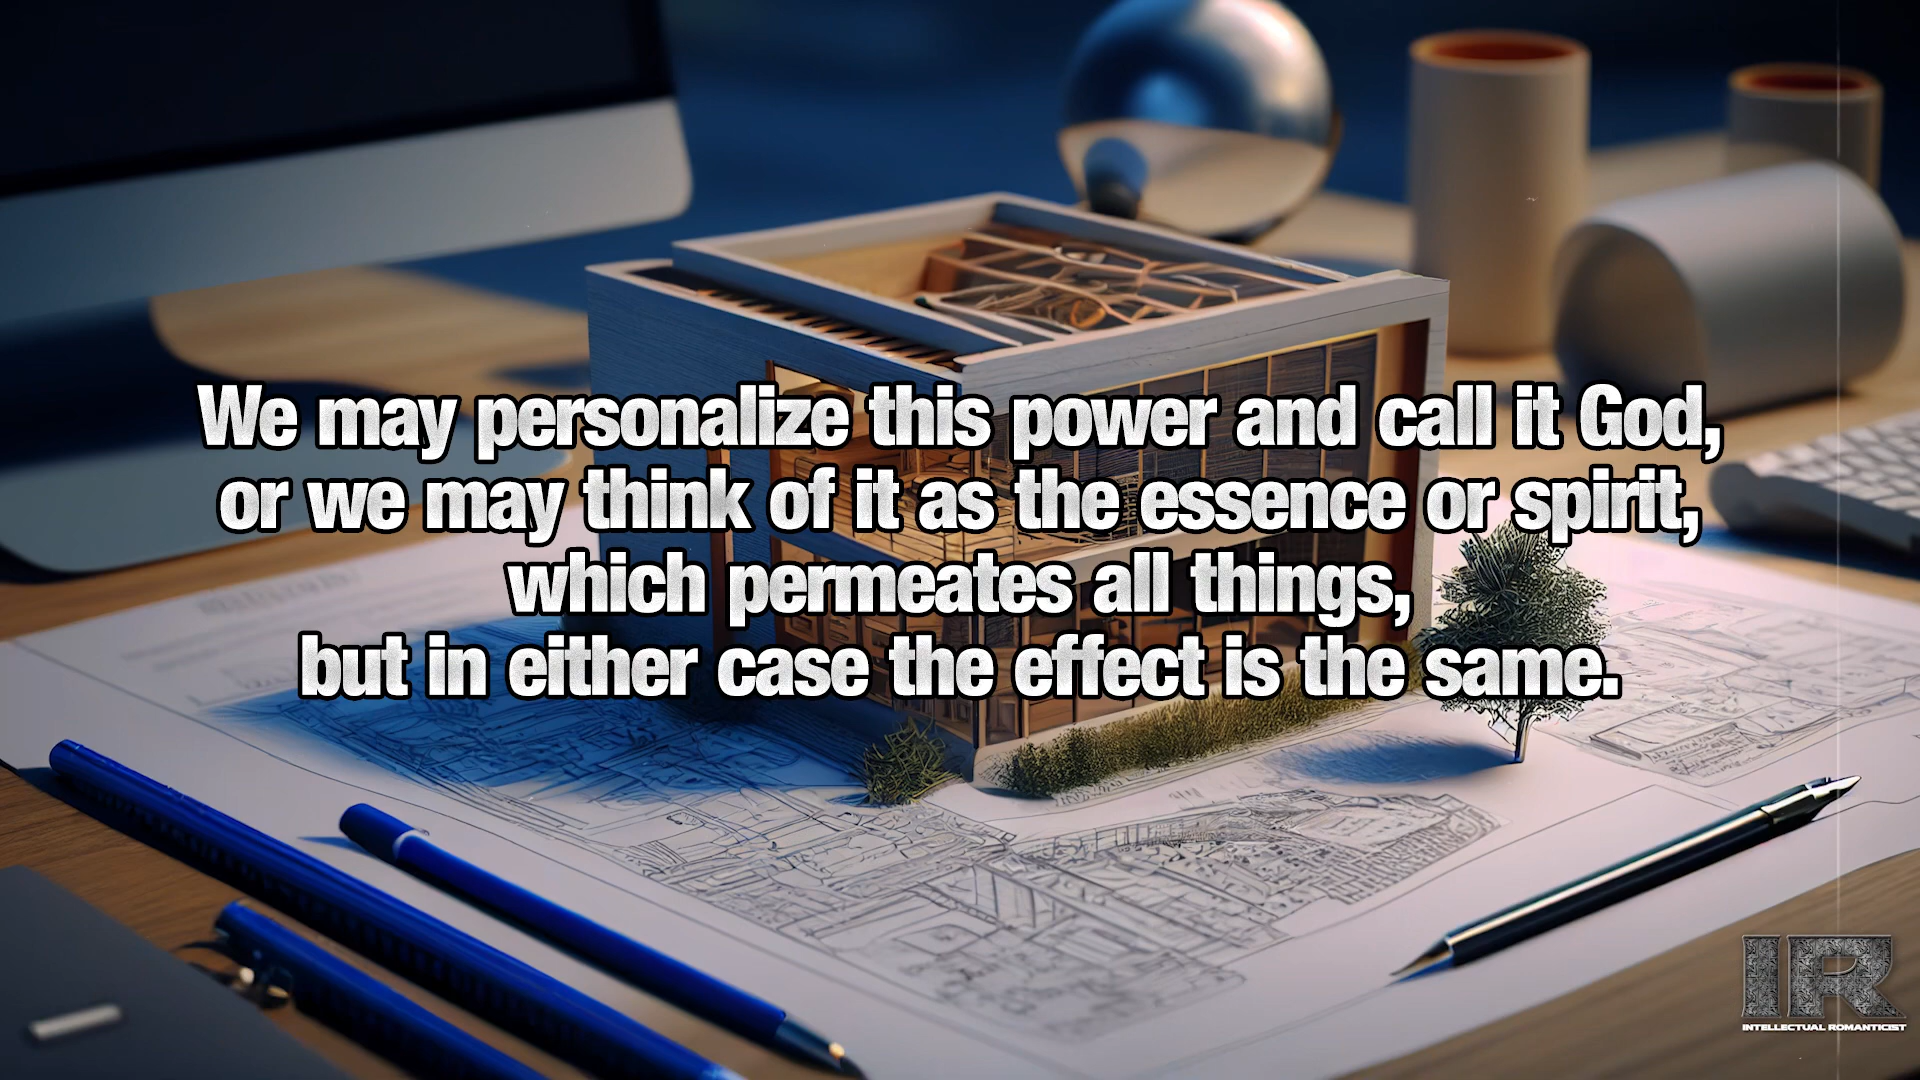 We may personalize this power and call it God,
or we may think of it as the essence or spirit,
which permeates all things,
but in either case the effect is the same.
IR
INTELLECTUAL ROMANTICIST